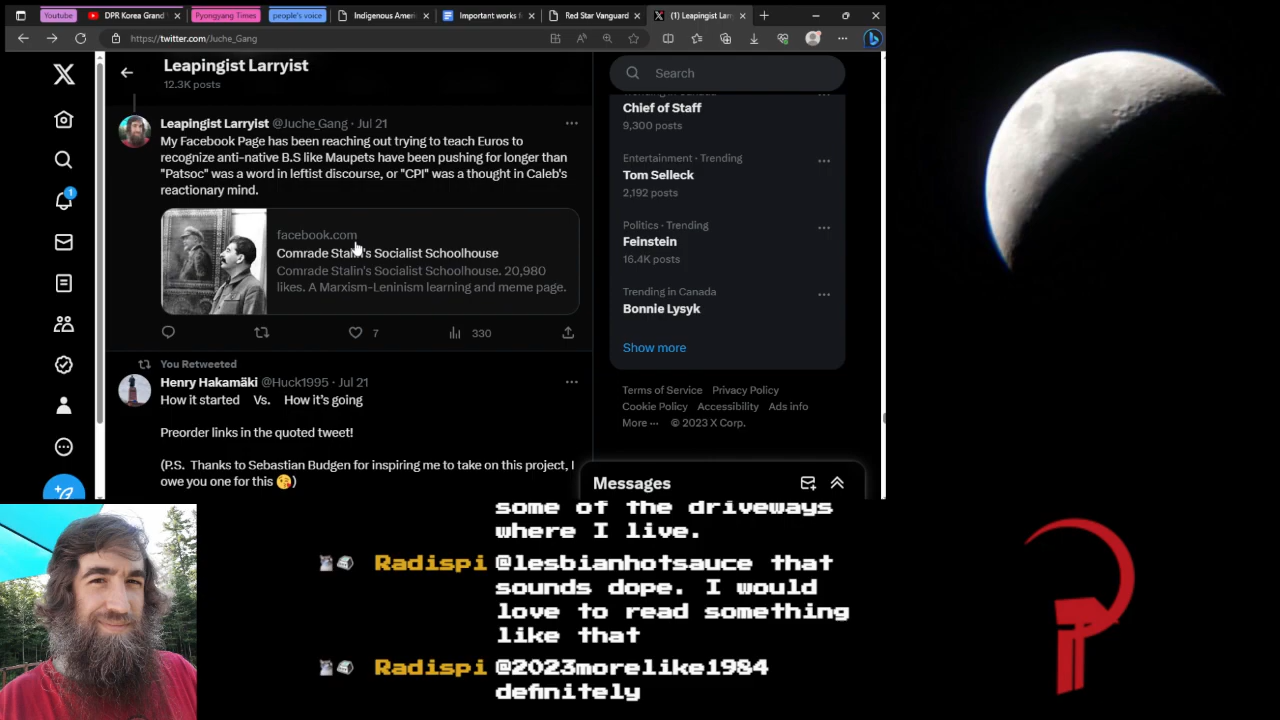 Youtube
DPR Korea Grand
Pyongyang Times
people's voice
Indigenous Ameri
Important works
Red Star Vanguard
(1) Leapingist Lar
https://twitter.com/Juche_Gang
Leapingist Larryist
12.3K posts
Leapingist Larryist @Juche_Gang · Jul 21
My Facebook Page has been reaching out trying to teach Euros to
recognize anti-native B.S like Maupets have been pushing for longer than
"Patsoc" was a word in leftist discourse, or "CPI" was a thought in Caleb's
reactionary mind.
facebook.com
Comrade Stalin's Socialist Schoolhouse
Comrade Stalin's Socialist Schoolhouse. 20,980
likes. A Marxism-Leninism learning and meme page.
7
330
You Retweeted
Henry Hakamäki @Huck1995 · Jul 21
How it started Vs. How it's going
Preorder links in the quoted tweet!
(P.S. Thanks to Sebastian Budgen for inspiring me to take on this project, I
owe you one for this 😘)
1
Search
Chief of Staff
9,300 posts
Entertainment · Trending
Tom Selleck
2,192 posts
Politics · Trending
Feinstein
16.4K posts
Trending in Canada
Bonnie Lysyk
Show more
Terms of Service Privacy Policy
Cookie Policy Accessibility Ads info
More ··· © 2023 X Corp.
Messages
some of the driveways
where I live.
Radispi @lesbianhotsauce that
sounds dope. I would
love to read something
like that
Radispi @2023morelike1984
definitely